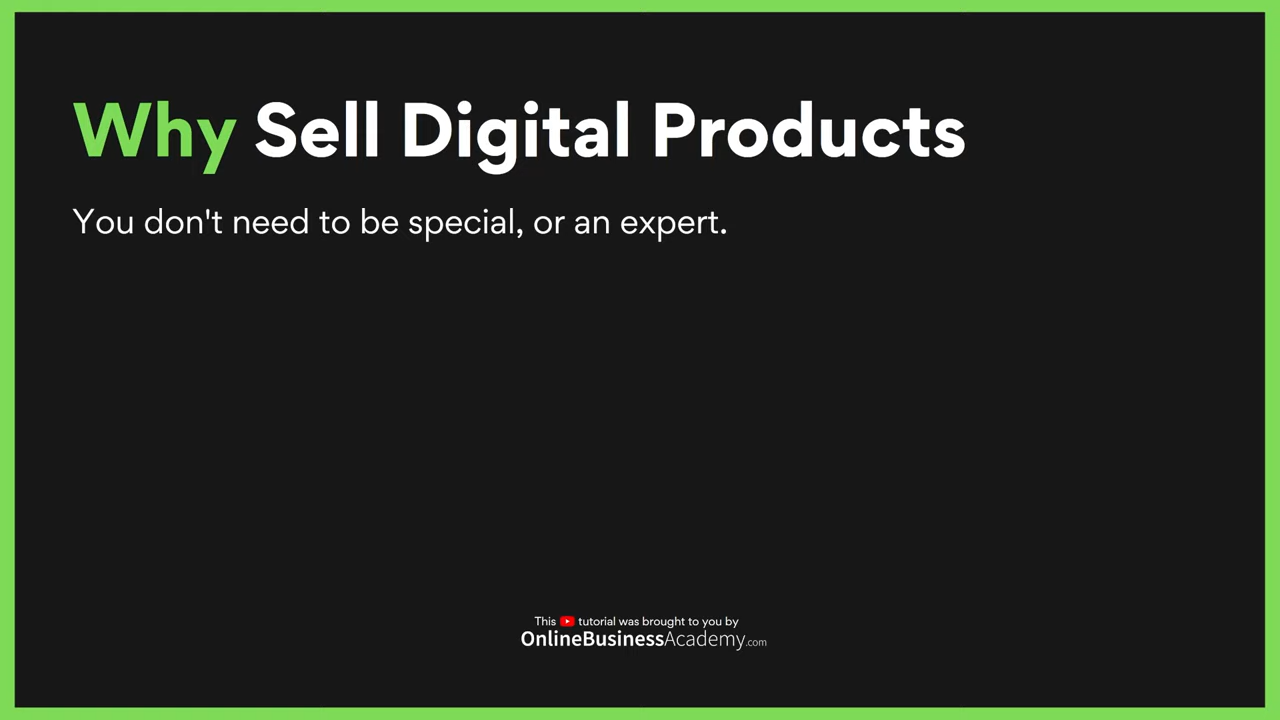 Why Sell Digital Products
You don't need to be special, or an expert.
This tutorial was brought to you by
OnlineBusinessAcademy.com